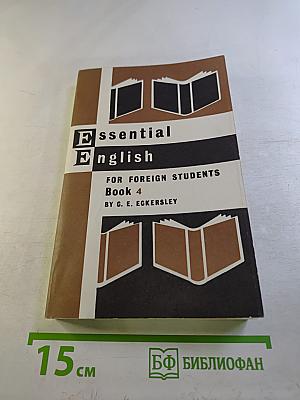 Essential
English
FOR FOREIGN STUDENTS
Book 4
BY C. E. ECKERSLEY
15 см
БФ БИБЛИОФАН